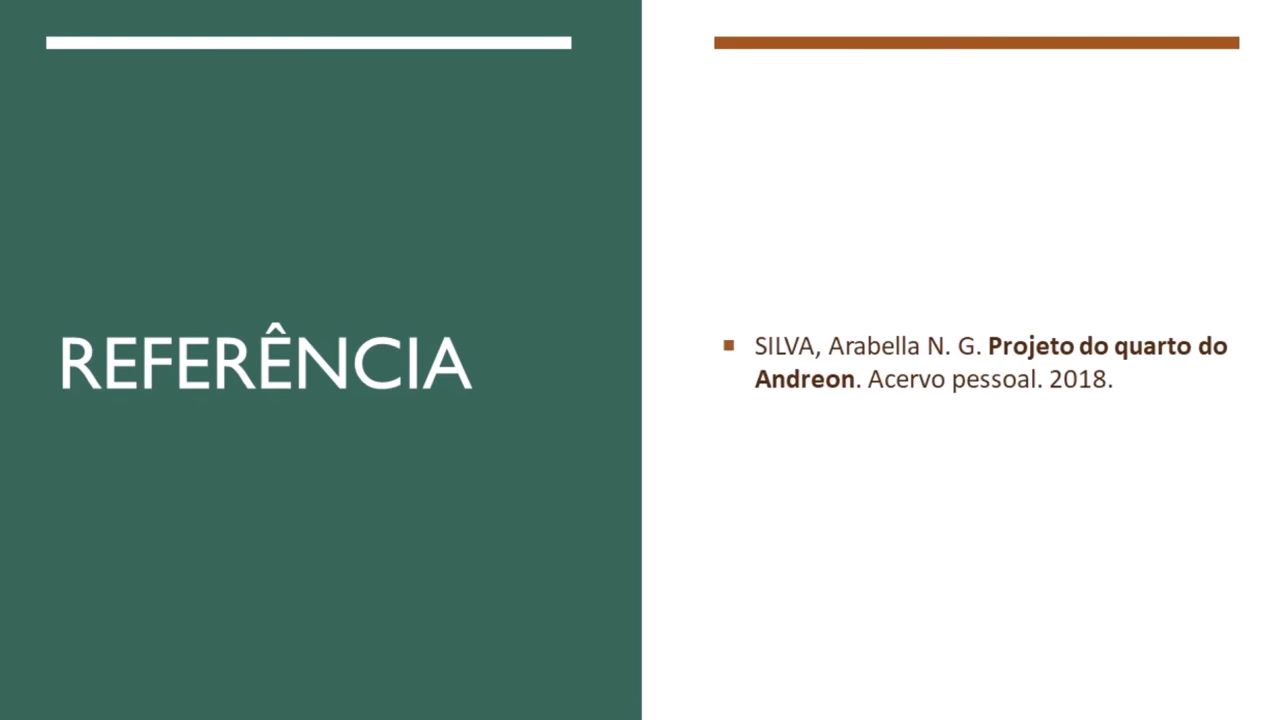 REFERÊNCIA
▪ SILVA, Arabella N. G. Projeto do quarto do
Andreon. Acervo pessoal. 2018.